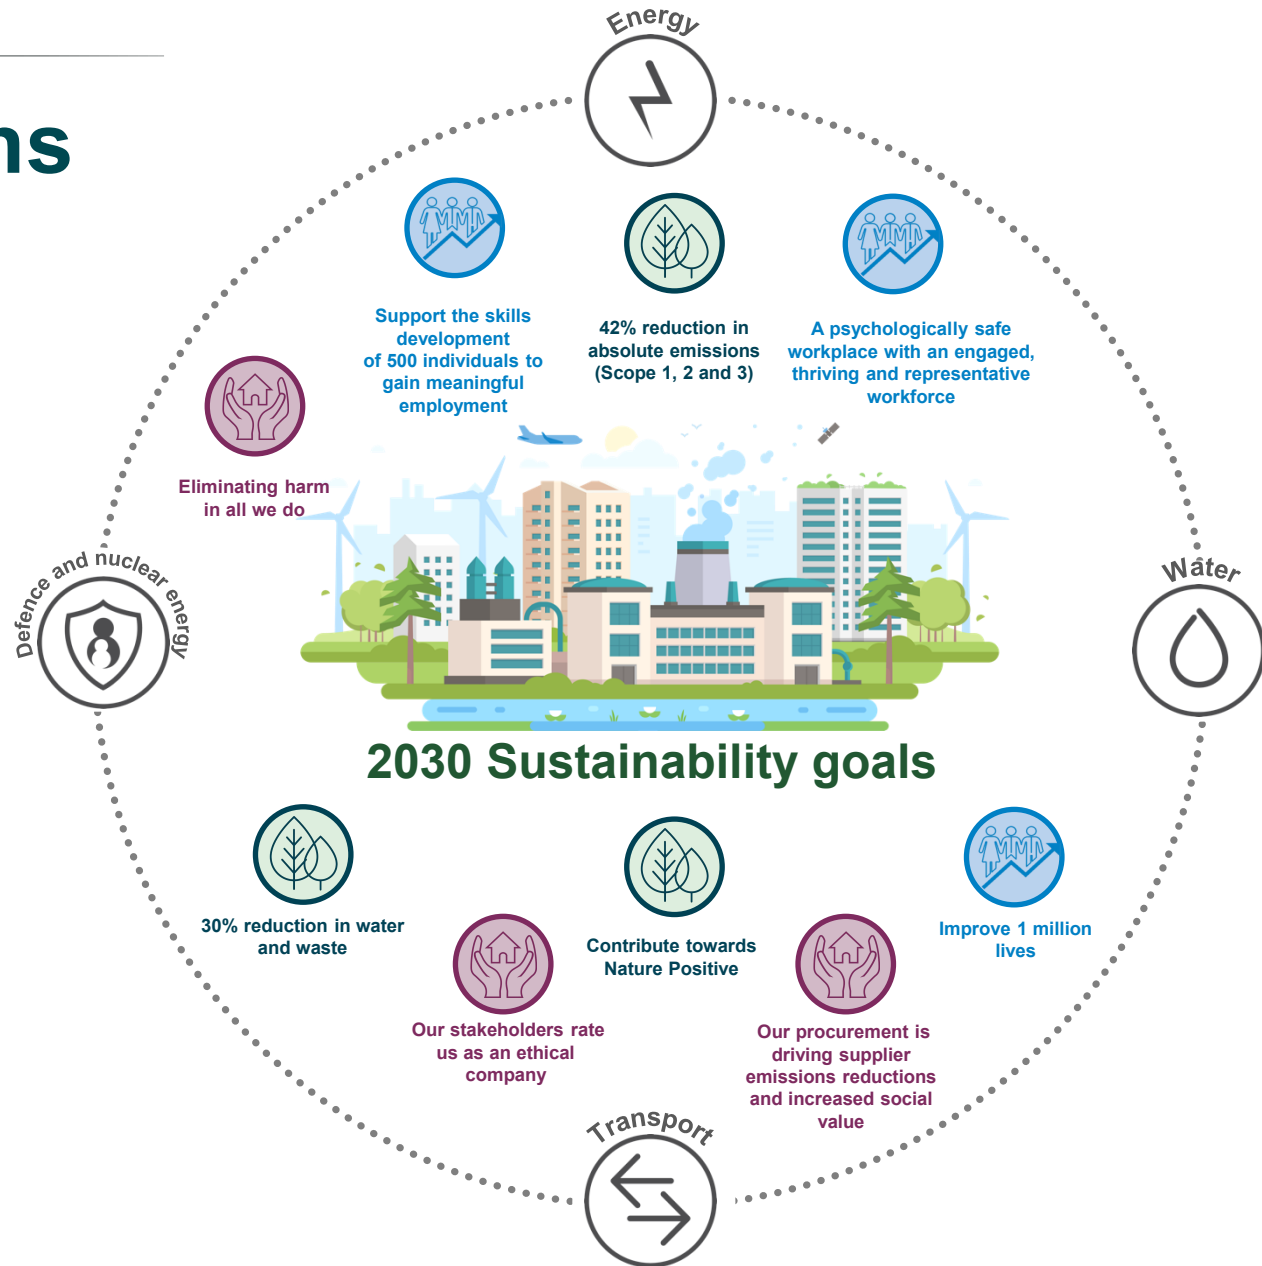 ns
Energy
Support the skills
development
of 500 individuals to
gain meaningful
employment
42% reduction in
absolute emissions
(Scope 1, 2 and 3)
A psychologically safe
workplace with an engaged,
thriving and representative
workforce
Eliminating harm
in all we do
Defence and nuclear energy
Water
2030 Sustainability goals
30% reduction in water
and waste
Our stakeholders rate
us as an ethical
company
Contribute towards
Nature Positive
Our procurement is
driving supplier
emissions reductions
and increased social
value
Improve 1 million
lives
Transport